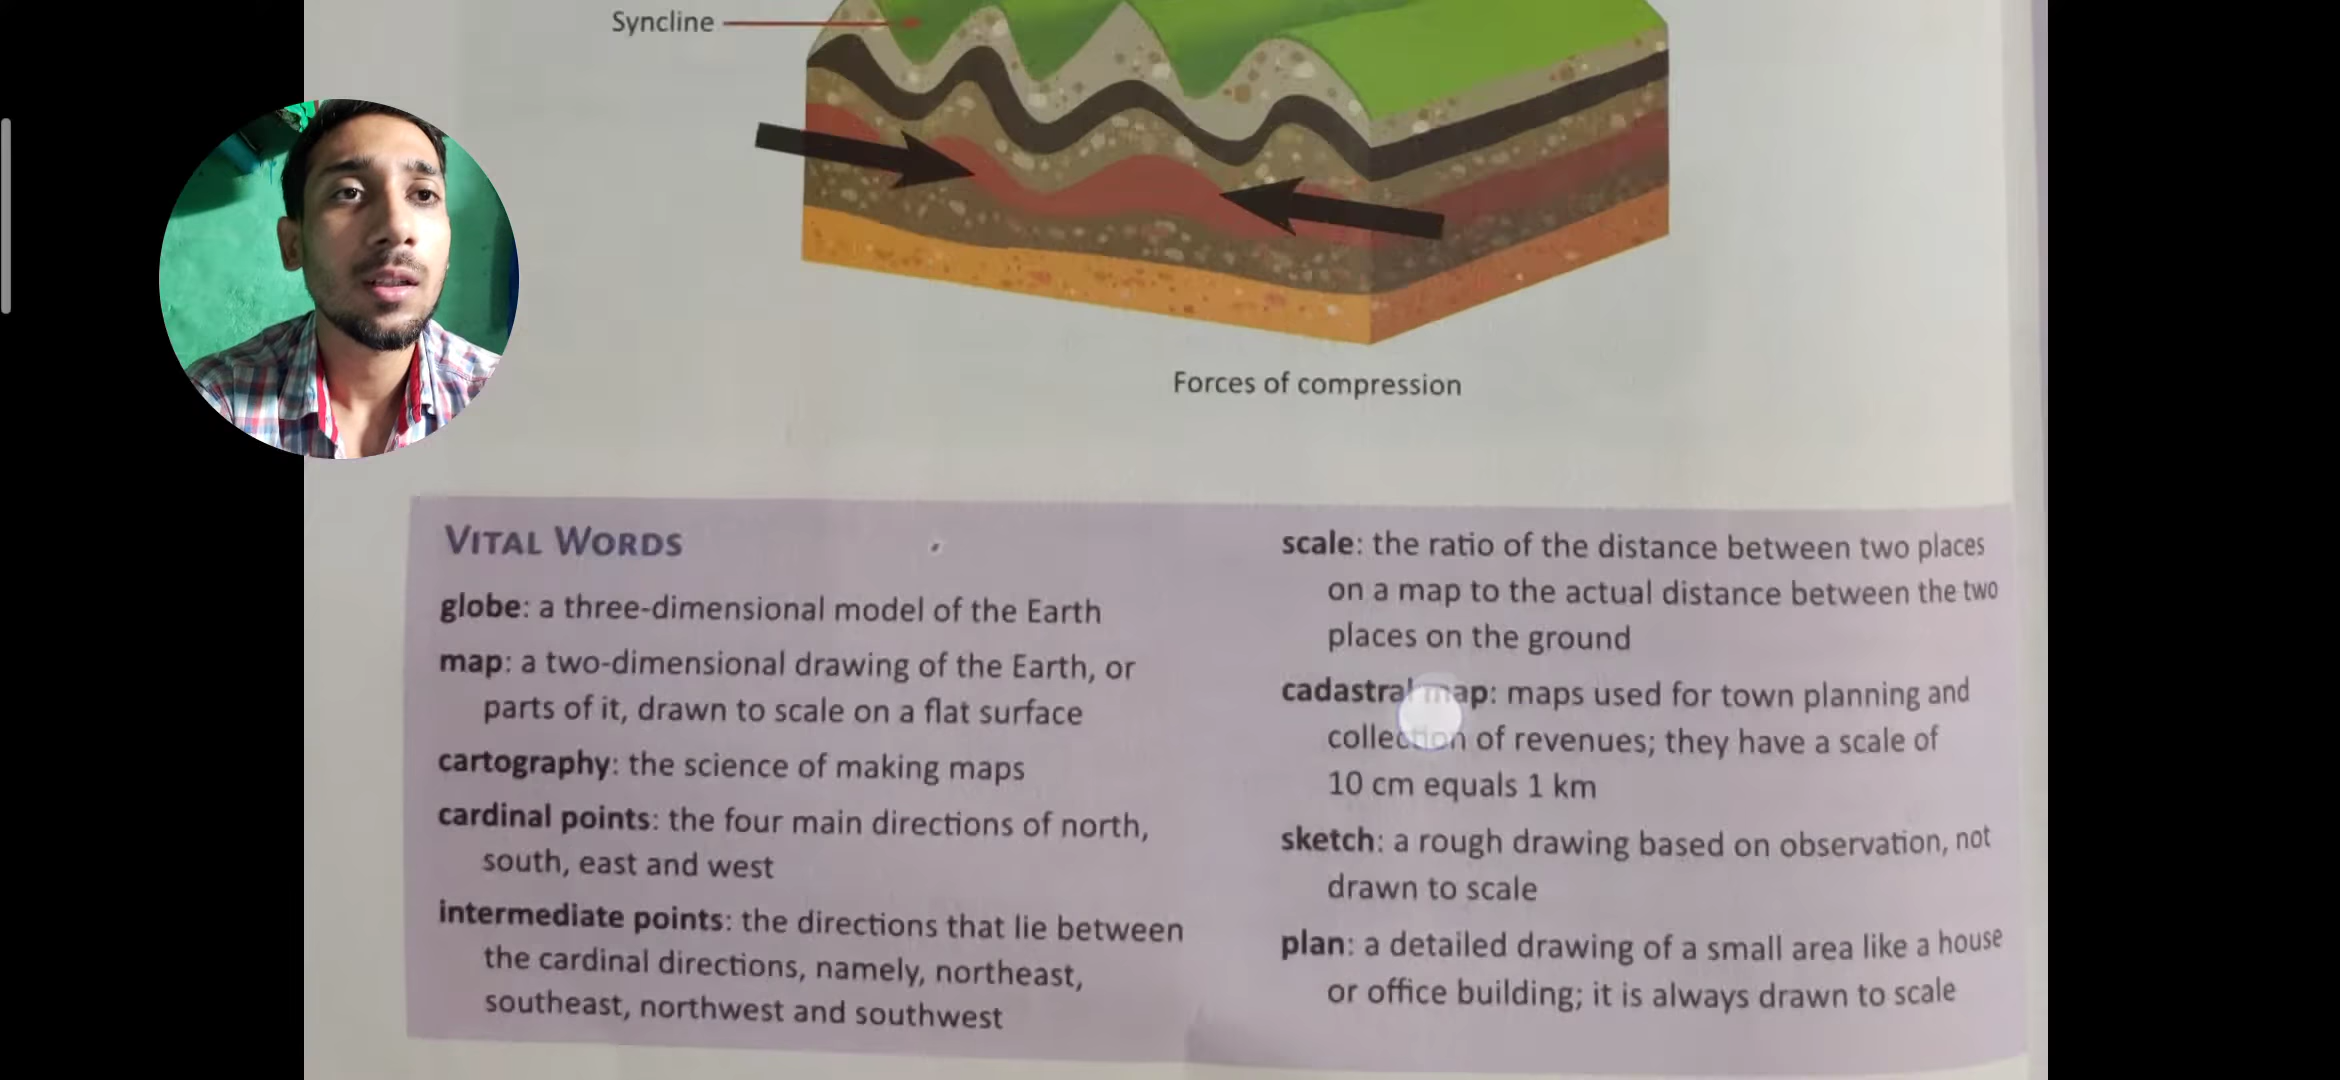 Syncline
Forces of compression
VITAL WORDS
globe: a three-dimensional model of the Earth
map: a two-dimensional drawing of the Earth, or
parts of it, drawn to scale on a flat surface
cartography: the science of making maps
cardinal points: the four main directions of north,
south, east and west
intermediate points: the directions that lie between
the cardinal directions, namely, northeast,
southeast, northwest and southwest
scale: the ratio of the distance between two places
on a map to the actual distance between the two
places on the ground
cadastral map: maps used for town planning and
collection of revenues; they have a scale of
10 cm equals 1 km
sketch: a rough drawing based on observation, not
drawn to scale
plan: a detailed drawing of a small area like a house
or office building; it is always drawn to scale